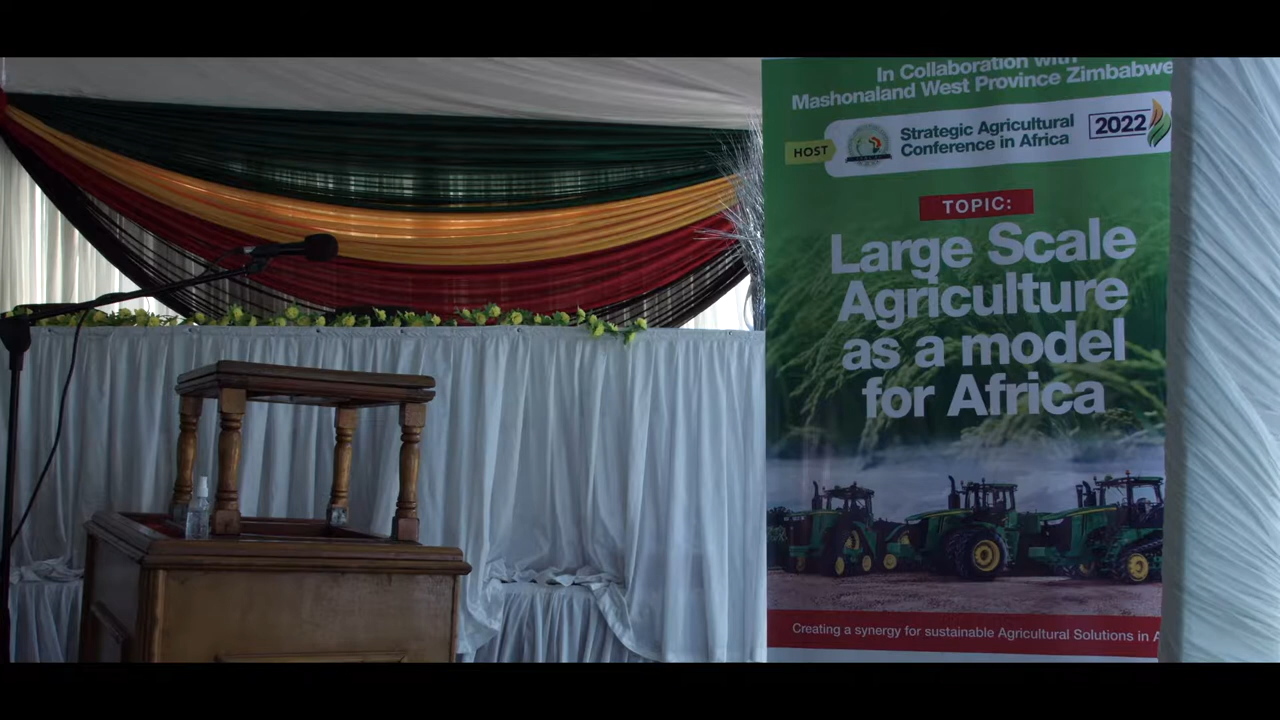 In Collaboration with
Mashonaland West Province Zimbabwe
HOST
Strategic Agricultural
Conference in Africa
2022
TOPIC:
Large Scale
Agriculture
as a model
for Africa
Creating a synergy for sustainable Agricultural Solutions in A